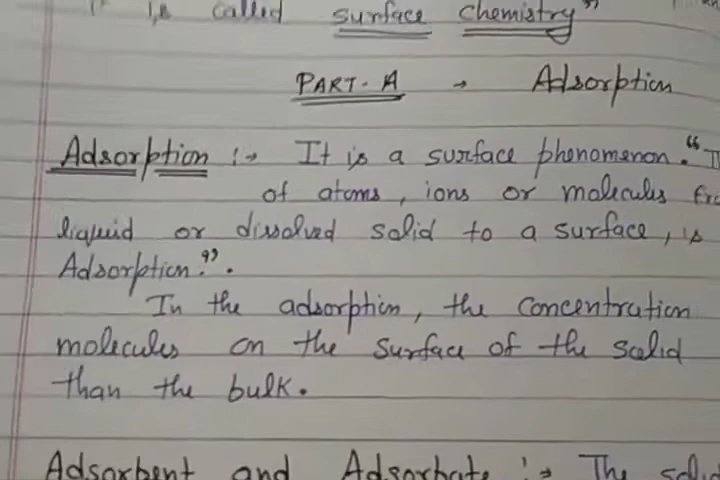 is called surface chemistry"
PART-A → Adsorption
Adsorption :→ It is a surface phenomenon. "
of atoms, ions or molecules
liquid or dissolved solid to a surface, is
Adsorption".
In the adsorption, the concentration
molecules on the surface of the solid
than the bulk.
Adsorbent and Adsorbate :→ The solid